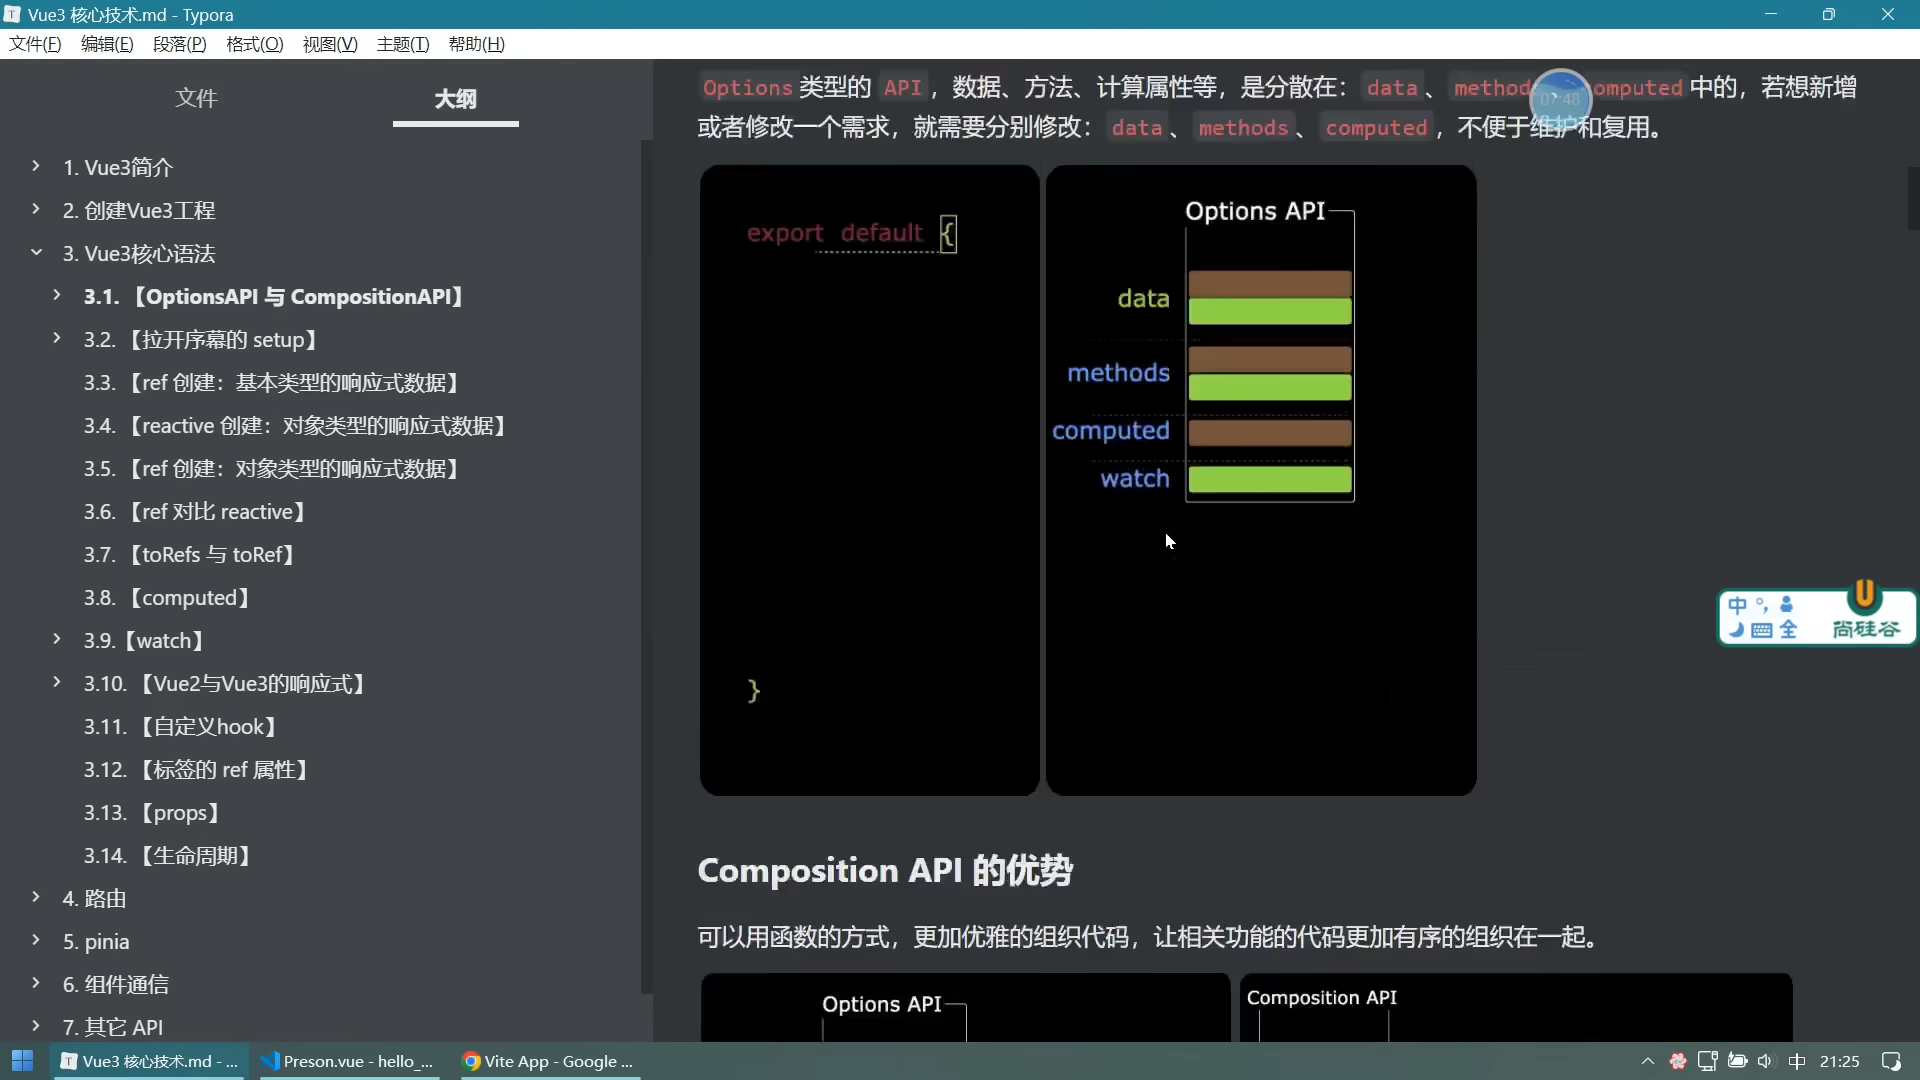 Vue3 核心技术.md - Typora
文件(F) 编辑(E) 段落(P) 格式(O) 视图(V) 主题(T) 帮助(H)
文件 大纲
1. Vue3简介
2. 创建Vue3工程
3. Vue3核心语法
3.1. 【OptionsAPI 与 CompositionAPI】
3.2. 【拉开序幕的 setup】
3.3. 【ref 创建：基本类型的响应式数据】
3.4. 【reactive 创建：对象类型的响应式数据】
3.5. 【ref 创建：对象类型的响应式数据】
3.6. 【ref 对比 reactive】
3.7. 【toRefs 与 toRef】
3.8. 【computed】
3.9.【watch】
3.10. 【Vue2与Vue3的响应式】
3.11. 【自定义hook】
3.12. 【标签的 ref 属性】
3.13. 【props】
3.14. 【生命周期】
4. 路由
5. pinia
6. 组件通信
7. 其它 API
Options 类型的 API，数据、方法、计算属性等，是分散在：data、method omputed 中的，若想新增
或者修改一个需求，就需要分别修改：data、methods、computed，不便于维护和复用。
07:48
export default {
}
Options API
data
methods
computed
watch
Composition API 的优势
可以用函数的方式，更加优雅的组织代码，让相关功能的代码更加有序的组织在一起。
Options API
Composition API
中 全 尚硅谷
Vue3 核心技术.md - ... Preson.vue - hello_... Vite App - Google ...
中 21:25